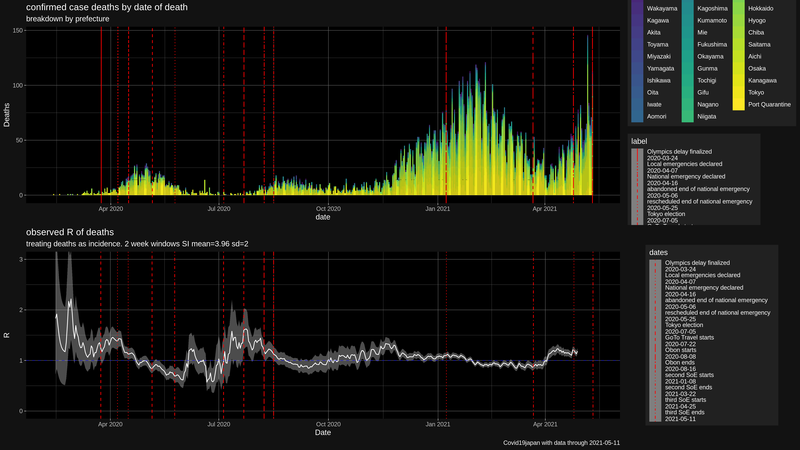 confirmed case deaths by date of death
breakdown by prefecture
150
100
50
0
Deaths
Apr 2020
Jul 2020
Oct 2020
Jan 2021
Apr 2021
date
Wakayama
Kagawa
Akita
Toyama
Miyazaki
Yamagata
Ishikawa
Oita
Iwate
Aomori
Kagoshima
Kumamoto
Mie
Fukushima
Okayama
Gunma
Tochigi
Gifu
Nagano
Niigata
Hokkaido
Hyogo
Chiba
Saitama
Aichi
Osaka
Kanagawa
Tokyo
Port Quarantine
label
Olympics delay finalized
2020-03-24
Local emergencies declared
2020-04-07
National emergency declared
2020-04-16
abandoned end of national emergency
2020-05-06
rescheduled end of national emergency
2020-05-25
Tokyo election
2020-07-05
observed R of deaths
treating deaths as incidence. 2 week windows SI mean=3.96 sd=2
3
2
1
0
R
Apr 2020
Jul 2020
Oct 2020
Jan 2021
Apr 2021
Date
dates
Olympics delay finalized
2020-03-24
Local emergencies declared
2020-04-07
National emergency declared
2020-04-16
abandoned end of national emergency
2020-05-06
rescheduled end of national emergency
2020-05-25
Tokyo election
2020-07-05
GoTo Travel starts
2020-07-22
Obon starts
2020-08-08
Obon ends
2020-08-16
second SoE starts
2021-01-08
second SoE ends
2021-03-22
third SoE starts
2021-04-25
third SoE ends
2021-05-11
Covid19japan with data through 2021-05-11